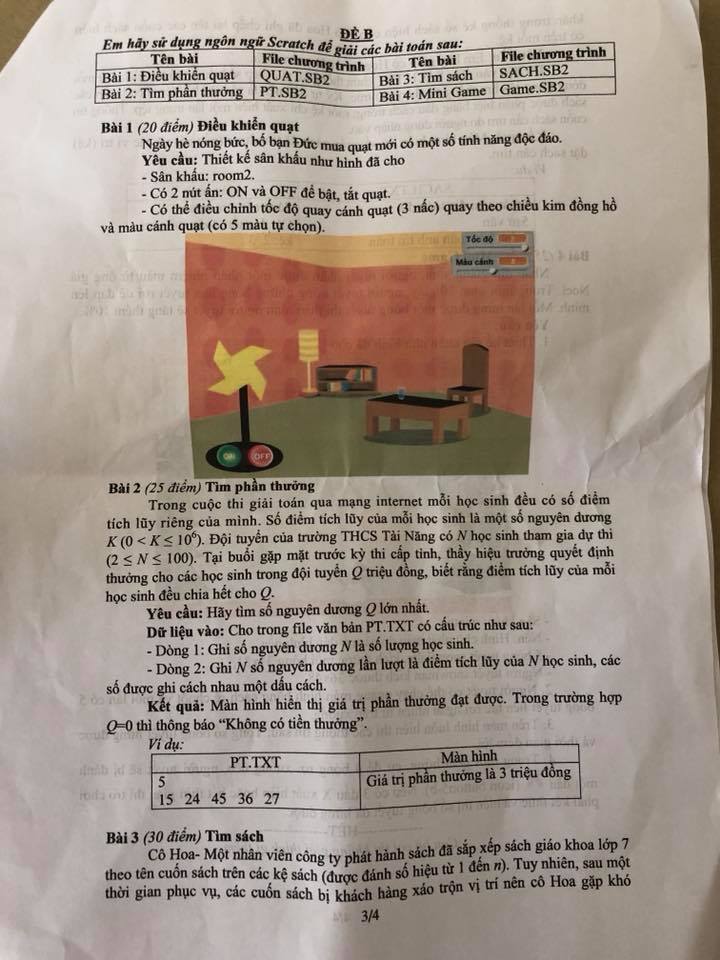 ĐỀ B
Em hãy sử dụng ngôn ngữ Scratch để giải các bài toán sau:
Tên bài File chương trình Tên bài File chương trình
Bài 1: Điều khiển quạt QUAT.SB2 Bài 3: Tìm sách SACH.SB2
Bài 2: Tìm phần thưởng PT.SB2 Bài 4: Mini Game Game.SB2
Bài 1 (20 điểm) Điều khiển quạt
Ngày hè nóng bức, bố bạn Đức mua quạt mới có một số tính năng độc đáo.
Yêu cầu: Thiết kế sân khấu như hình đã cho
- Sân khấu: room2.
- Có 2 nút ấn: ON và OFF để bật, tắt quạt.
- Có thể điều chỉnh tốc độ quay cánh quạt (3 nấc) quay theo chiều kim đồng hồ
và màu cánh quạt (có 5 màu tự chọn).
Tốc độ
Màu cánh
ON OFF
Bài 2 (25 điểm) Tìm phần thưởng
Trong cuộc thi giải toán qua mạng internet mỗi học sinh đều có số điểm
tích lũy riêng của mình. Số điểm tích lũy của mỗi học sinh là một số nguyên dương
K (0 < K ≤ 10⁶). Đội tuyển của trường THCS Tài Năng có N học sinh tham gia dự thi
(2 ≤ N ≤ 100). Tại buổi gặp mặt trước kỳ thi cấp tỉnh, thầy hiệu trưởng quyết định
thưởng cho các học sinh trong đội tuyển Q triệu đồng, biết rằng điểm tích lũy của mỗi
học sinh đều chia hết cho Q.
Yêu cầu: Hãy tìm số nguyên dương Q lớn nhất.
Dữ liệu vào: Cho trong file văn bản PT.TXT có cấu trúc như sau:
- Dòng 1: Ghi số nguyên dương N là số lượng học sinh.
- Dòng 2: Ghi N số nguyên dương lần lượt là điểm tích lũy của N học sinh, các
số được ghi cách nhau một dấu cách.
Kết quả: Màn hình hiển thị giá trị phần thưởng đạt được. Trong trường hợp
Q=0 thì thông báo “Không có tiền thưởng”.
Ví dụ:
PT.TXT Màn hình
5 Giá trị phần thưởng là 3 triệu đồng
15 24 45 36 27
Bài 3 (30 điểm) Tìm sách
Cô Hoa- Một nhân viên công ty phát hành sách đã sắp xếp sách giáo khoa lớp 7
theo tên cuốn sách trên các kệ sách (được đánh số hiệu từ 1 đến n). Tuy nhiên, sau một
thời gian phục vụ, các cuốn sách bị khách hàng xáo trộn vị trí nên cô Hoa gặp khó
3/4